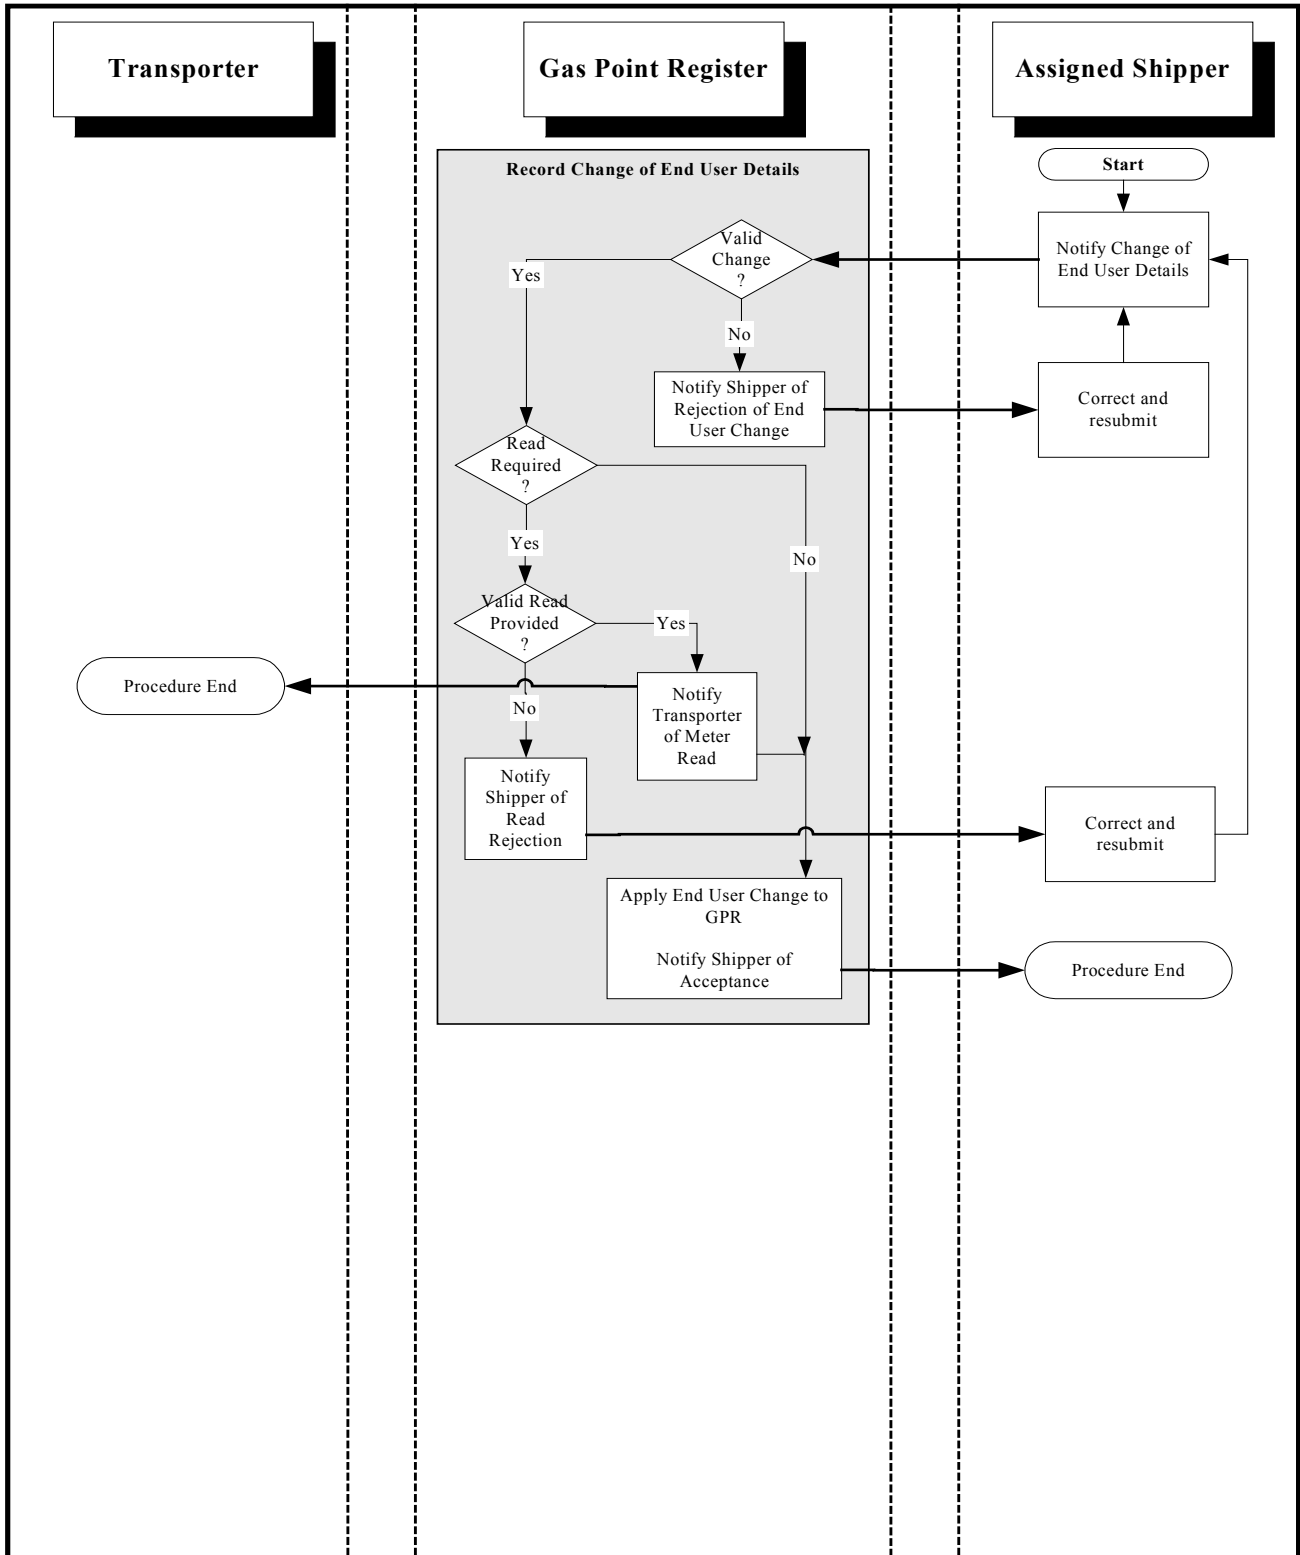 Transporter
Gas Point Register
Assigned Shipper
Record Change of End User Details
Start
Valid
Change
?
Notify Change of
End User Details
Yes
No
Notify Shipper of
Rejection of End
User Change
Correct and
resubmit
Read
Required
?
Yes
No
Valid Read
Provided
?
Yes
Procedure End
Notify
Transporter
of Meter
Read
No
Notify
Shipper of
Read
Rejection
Correct and
resubmit
Apply End User Change to
GPR
Notify Shipper of
Acceptance
Procedure End